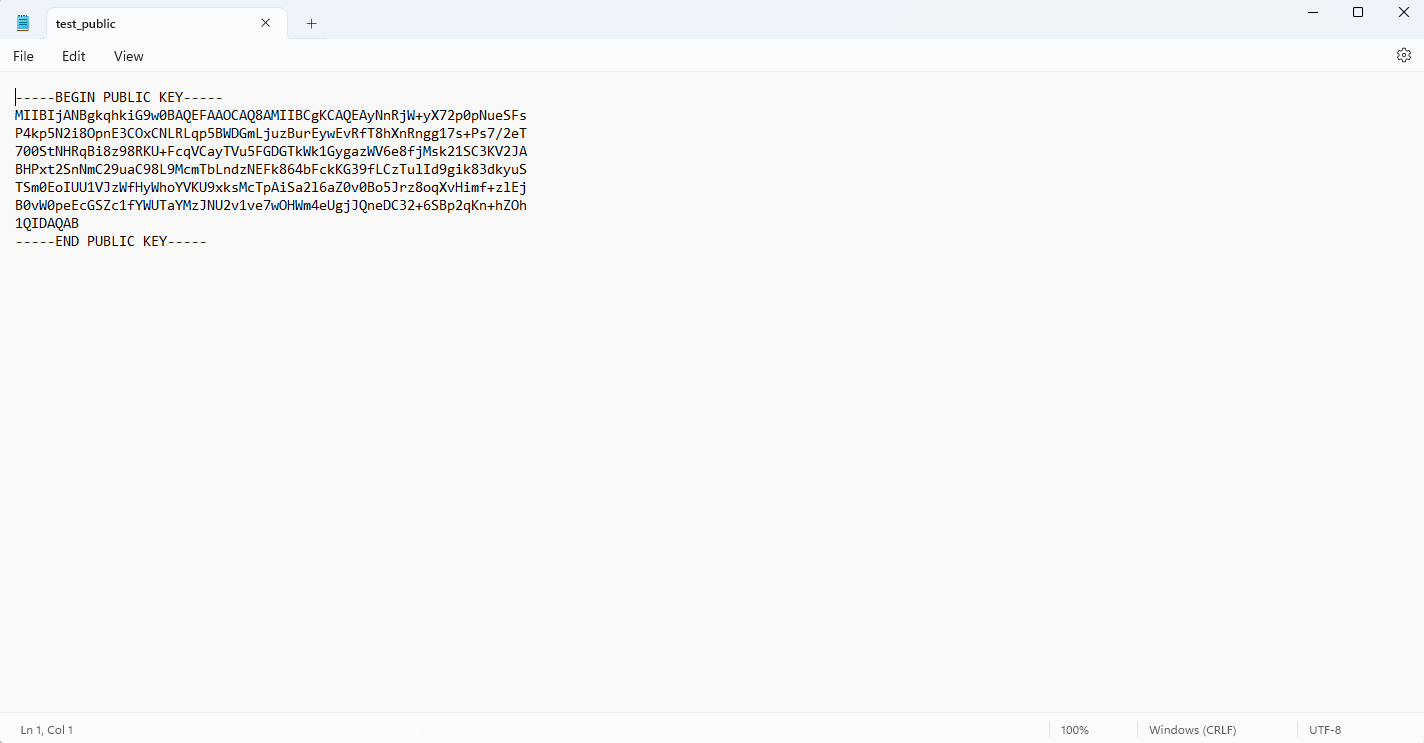 test_public
File Edit View
-----BEGIN PUBLIC KEY-----
MIIBIjANBgkqhkiG9w0BAQEFAAOCAQ8AMIIBCgKCAQEAyNnRjW+yX72p0pNueSFs
P4kp5N2i8OpnE3COxCNLRLqp5BWDGmLjuzBurEywEvRfT8hXnRngg17s+Ps7/2eT
700StNHRqBi8z98RKU+FcqVCayTVu5FGDGTkWk1GygazWV6e8fjMsk21SC3KV2JA
BHPxt2SnNmC29uaC98L9McmTbLndzNEFk864bFckKG39fLCzTulId9gik83dkyuS
TSm0EoIUU1VJzWfHyWhoYVKU9xksMcTpAiSa2l6aZ0v0Bo5Jrz8oqXvHimf+zlEj
B0vW0peEcGSZc1fYWUTaYMzJNU2v1ve7wOHWm4eUgjJQneDC32+6SBp2qKn+hZOh
1QIDAQAB
-----END PUBLIC KEY-----
Ln 1, Col 1 100% Windows (CRLF) UTF-8